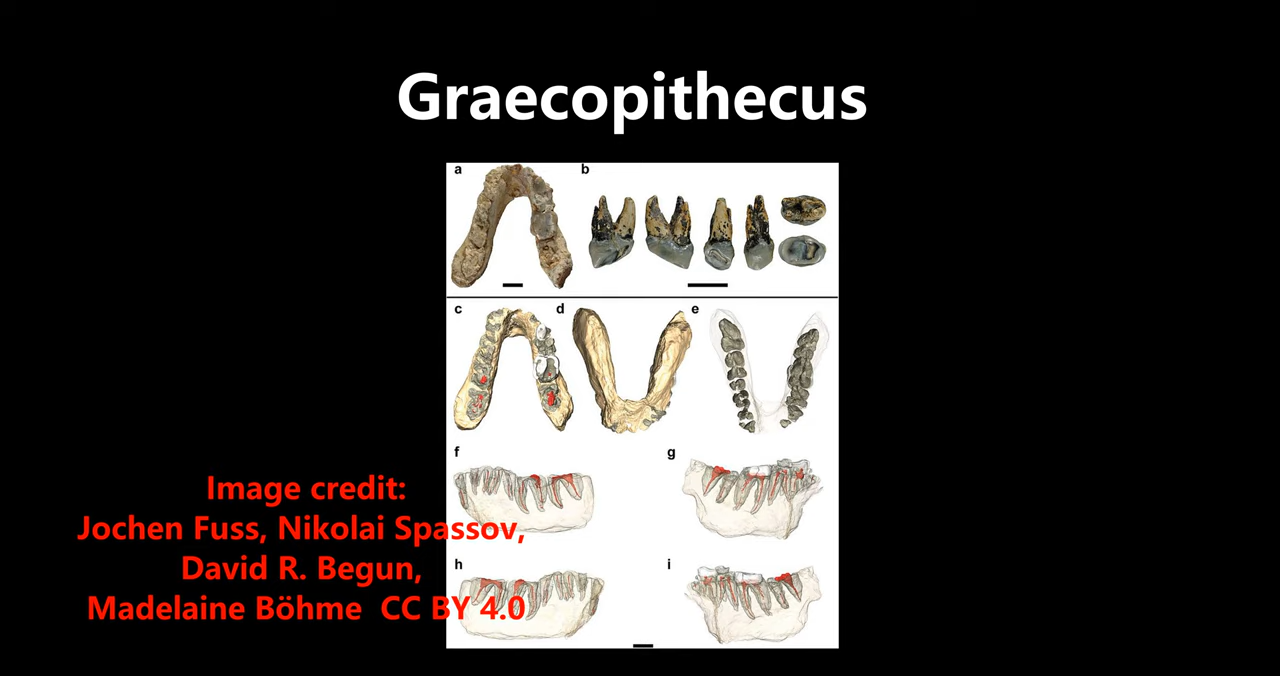 Graecopithecus
a
b
c
d
e
f
g
h
i
Image credit:
Jochen Fuss, Nikolai Spassov,
David R. Begun,
Madelaine Böhme CC BY 4.0